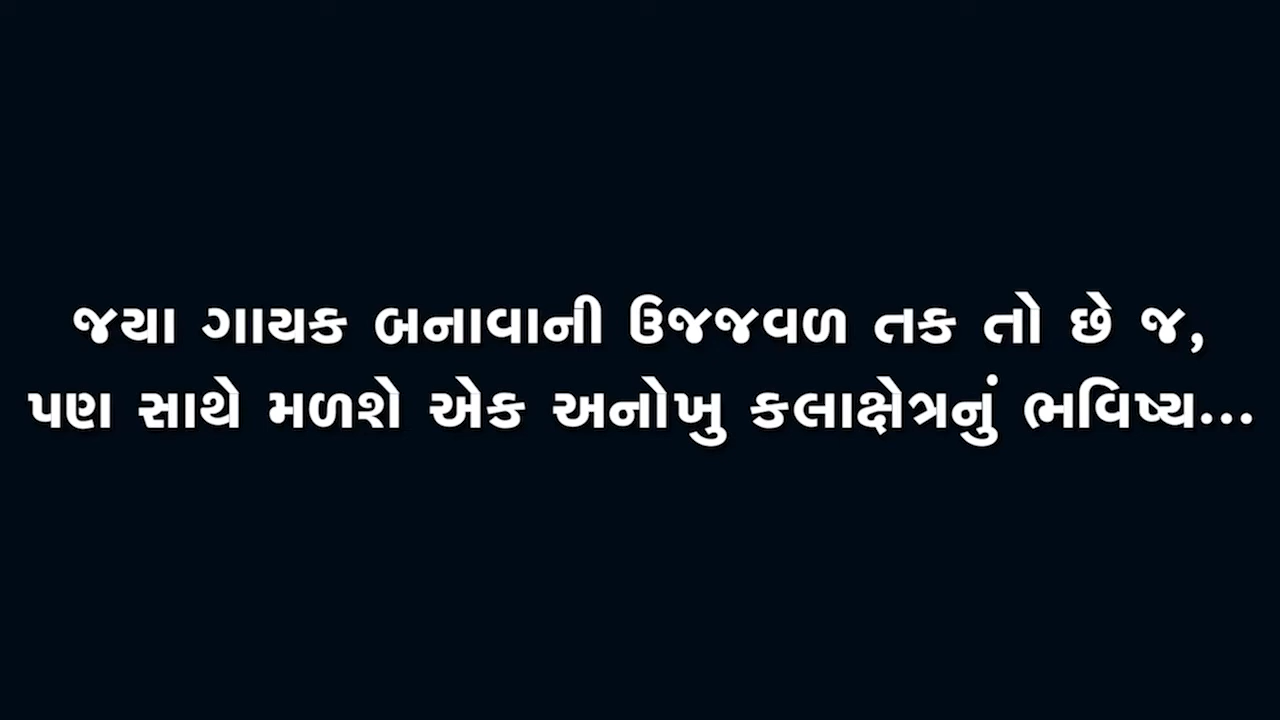 જયા ગાયક બનાવાની ઉજજવળ તક તો છે જ,
પણ સાથે મળશે એક અનોખુ કલાક્ષેત્રનું ભવિષ્ય...